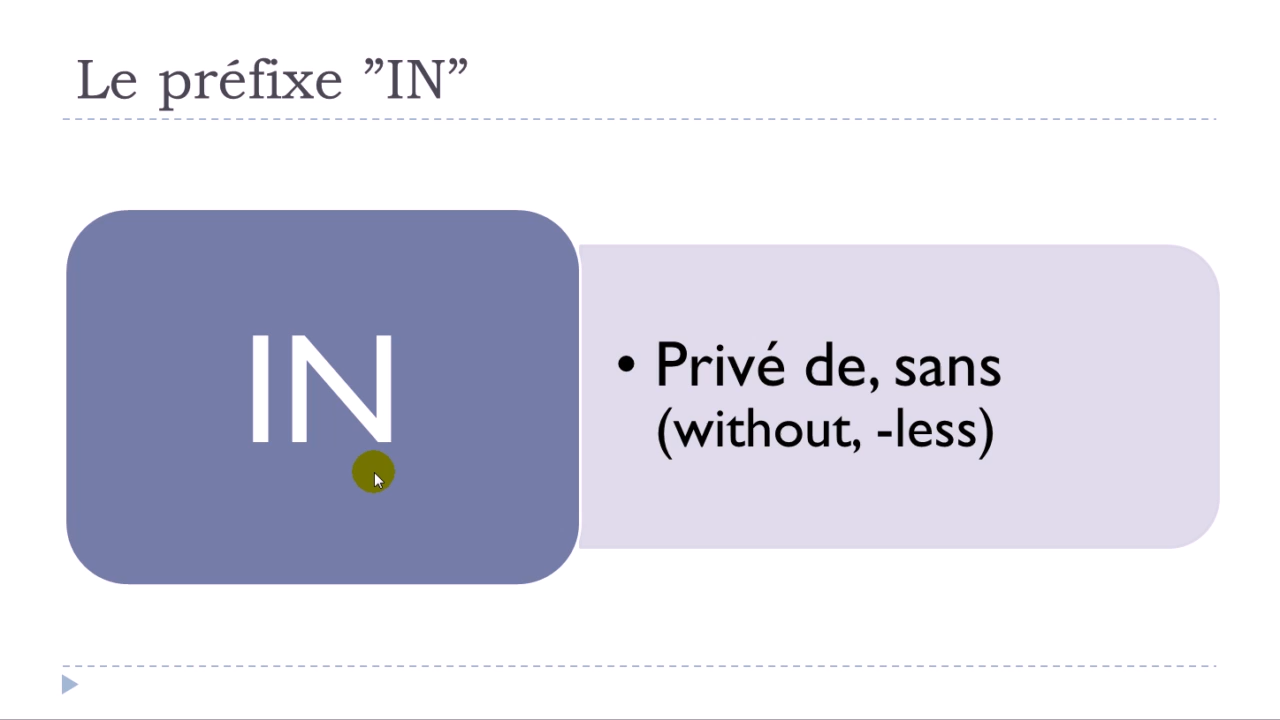 Le préfixe ”IN”
IN
• Privé de, sans
(without, -less)